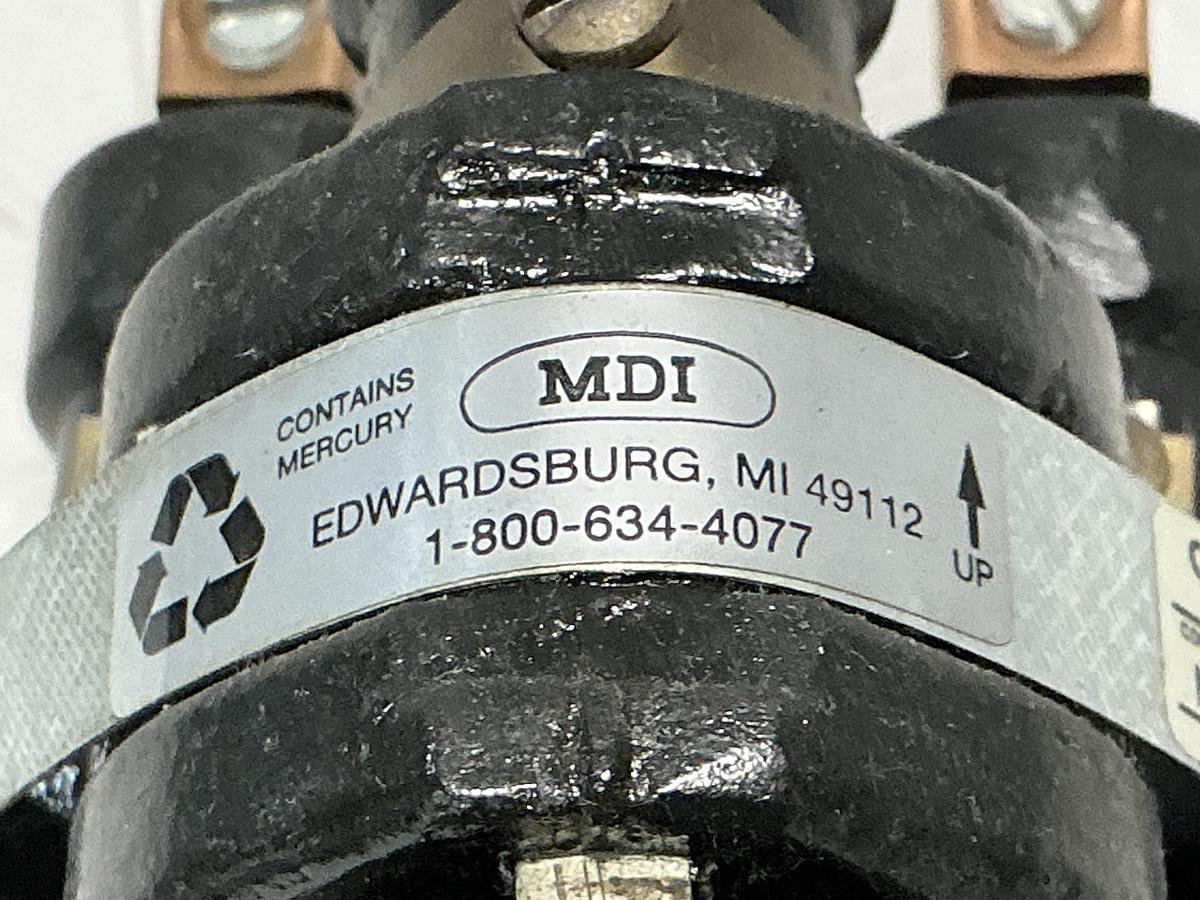 CONTAINS
MERCURY
MDI
EDWARDSBURG, MI 49112
1-800-634-4077
UP